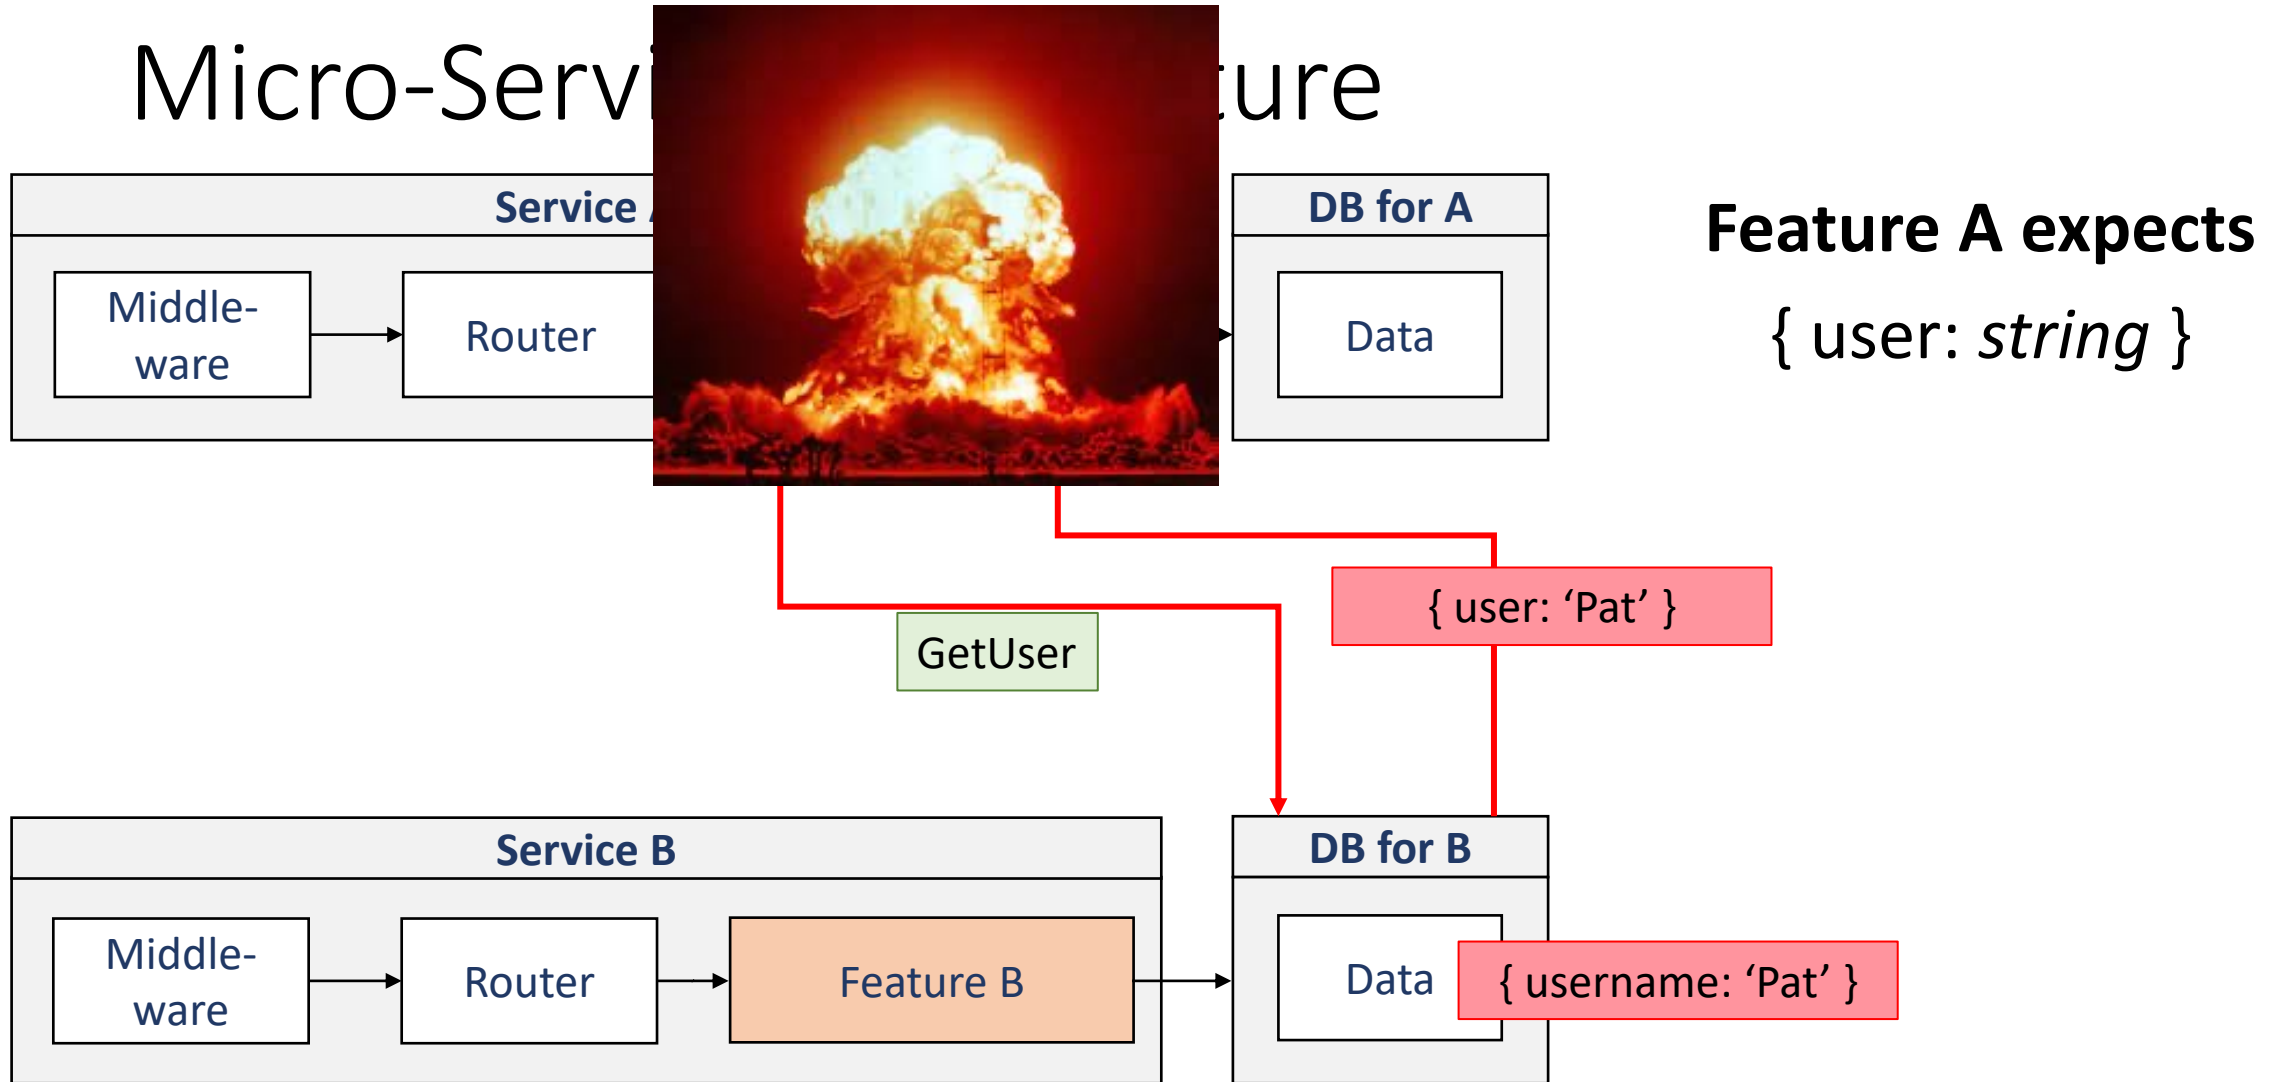 Micro-Servi ture
Service
DB for A
Middle-
ware
Router
Data
Feature A expects
{ user: string }
{ user: ‘Pat’ }
GetUser
Service B
DB for B
Middle-
ware
Router
Feature B
Data
{ username: ‘Pat’ }